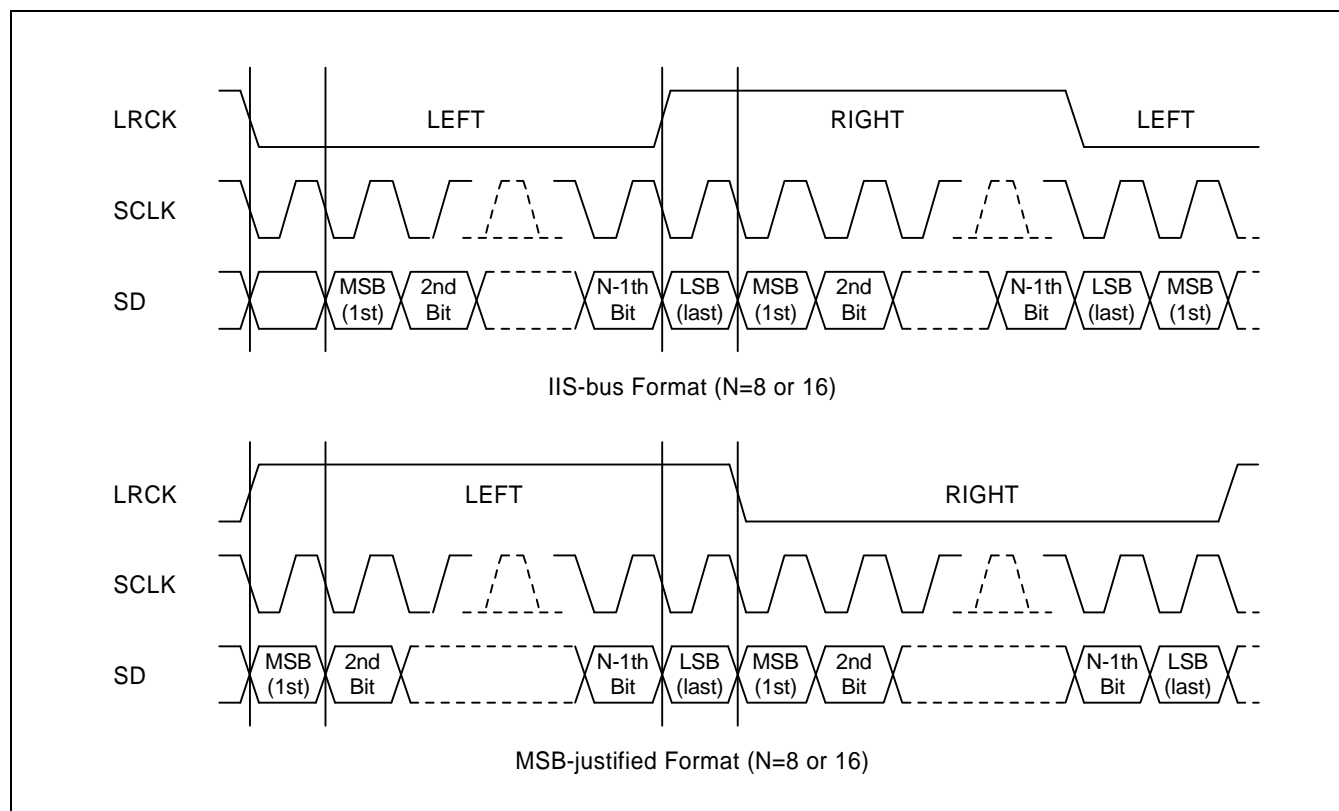 LRCK
LEFT
RIGHT
LEFT
SCLK
SD
MSB
(1st)
2nd
Bit
N-1th
Bit
LSB
(last)
MSB
(1st)
2nd
Bit
N-1th
Bit
LSB
(last)
MSB
(1st)
IIS-bus Format (N=8 or 16)
LRCK
LEFT
RIGHT
SCLK
SD
MSB
(1st)
2nd
Bit
N-1th
Bit
LSB
(last)
MSB
(1st)
2nd
Bit
N-1th
Bit
LSB
(last)
MSB-justified Format (N=8 or 16)